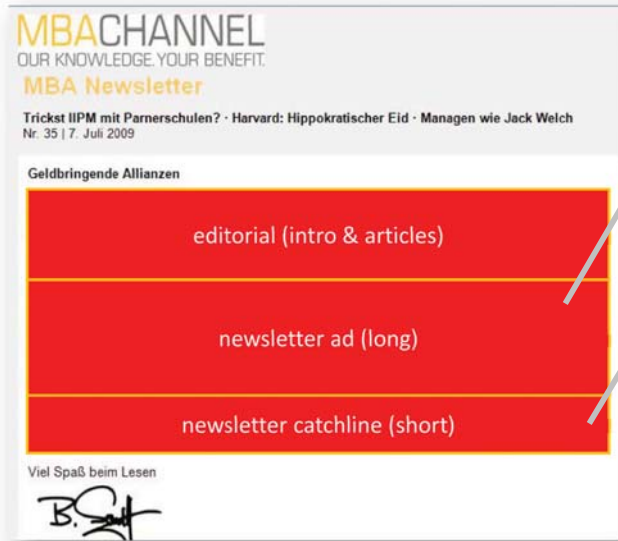 MBACHANNEL
OUR KNOWLEDGE. YOUR BENEFIT.
MBA Newsletter
Trickst IIPM mit Parnerschulen? · Harvard: Hippokratischer Eid · Managen wie Jack Welch
Nr. 35 | 7. Juli 2009
Geldbringende Allianzen
editorial (intro & articles)
newsletter ad (long)
newsletter catchline (short)
Viel Spaß beim Lesen